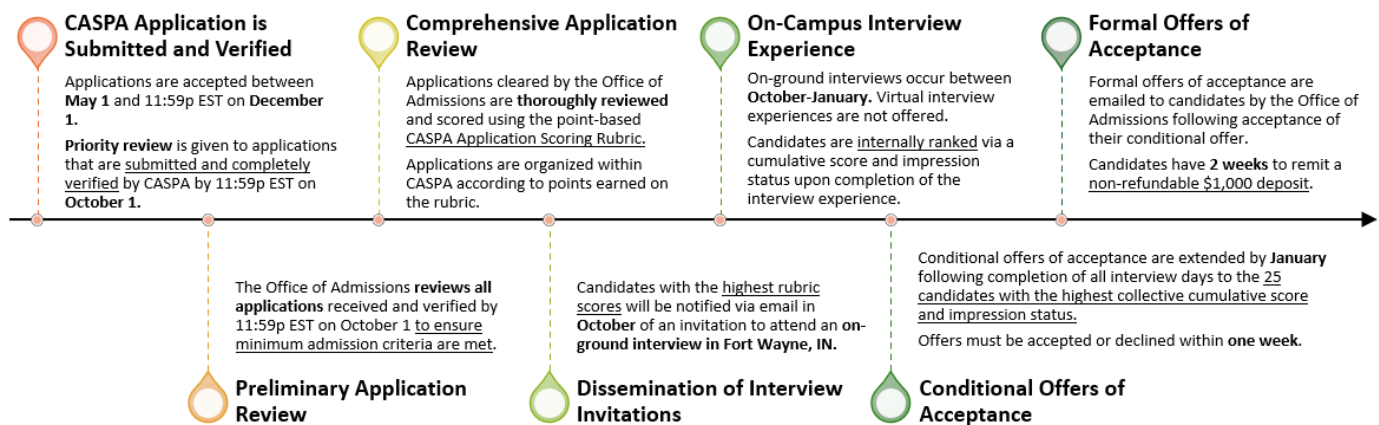 CASPA Application is
Submitted and Verified
Applications are accepted between
May 1 and 11:59p EST on December
1.
Priority review is given to applications
that are submitted and completely
verified by CASPA by 11:59p EST on
October 1.
The Office of Admissions reviews all
applications received and verified by
11:59p EST on October 1 to ensure
minimum admission criteria are met.
Preliminary Application
Review
Comprehensive Application
Review
Applications cleared by the Office of
Admissions are thoroughly reviewed
and scored using the point-based
CASPA Application Scoring Rubric.
Applications are organized within
CASPA according to points earned on
the rubric.
Candidates with the highest rubric
scores will be notified via email in
October of an invitation to attend an on-
ground interview in Fort Wayne, IN.
Dissemination of Interview
Invitations
On-Campus Interview
Experience
On-ground interviews occur between
October-January. Virtual interview
experiences are not offered.
Candidates are internally ranked via a
cumulative score and impression
status upon completion of the
interview experience.
Conditional offers of acceptance are extended by January
following completion of all interview days to the 25
candidates with the highest collective cumulative score
and impression status.
Offers must be accepted or declined within one week.
Conditional Offers of
Acceptance
Formal Offers of
Acceptance
Formal offers of acceptance are
emailed to candidates by the Office of
Admissions following acceptance of
their conditional offer.
Candidates have 2 weeks to remit a
non-refundable $1,000 deposit.